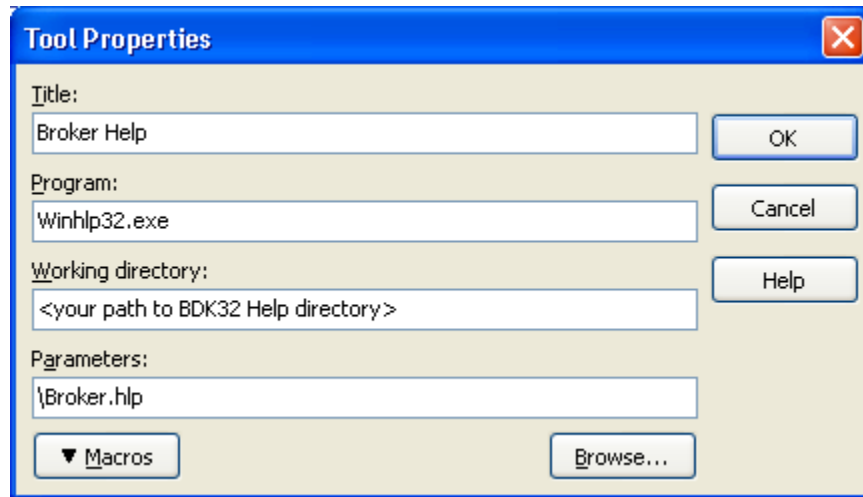 Tool Properties
Title:
Broker Help
OK
Program:
Winhlp32.exe
Cancel
Working directory:
<your path to BDK32 Help directory>
Help
Parameters:
\Broker.hlp
▼ Macros
Browse...